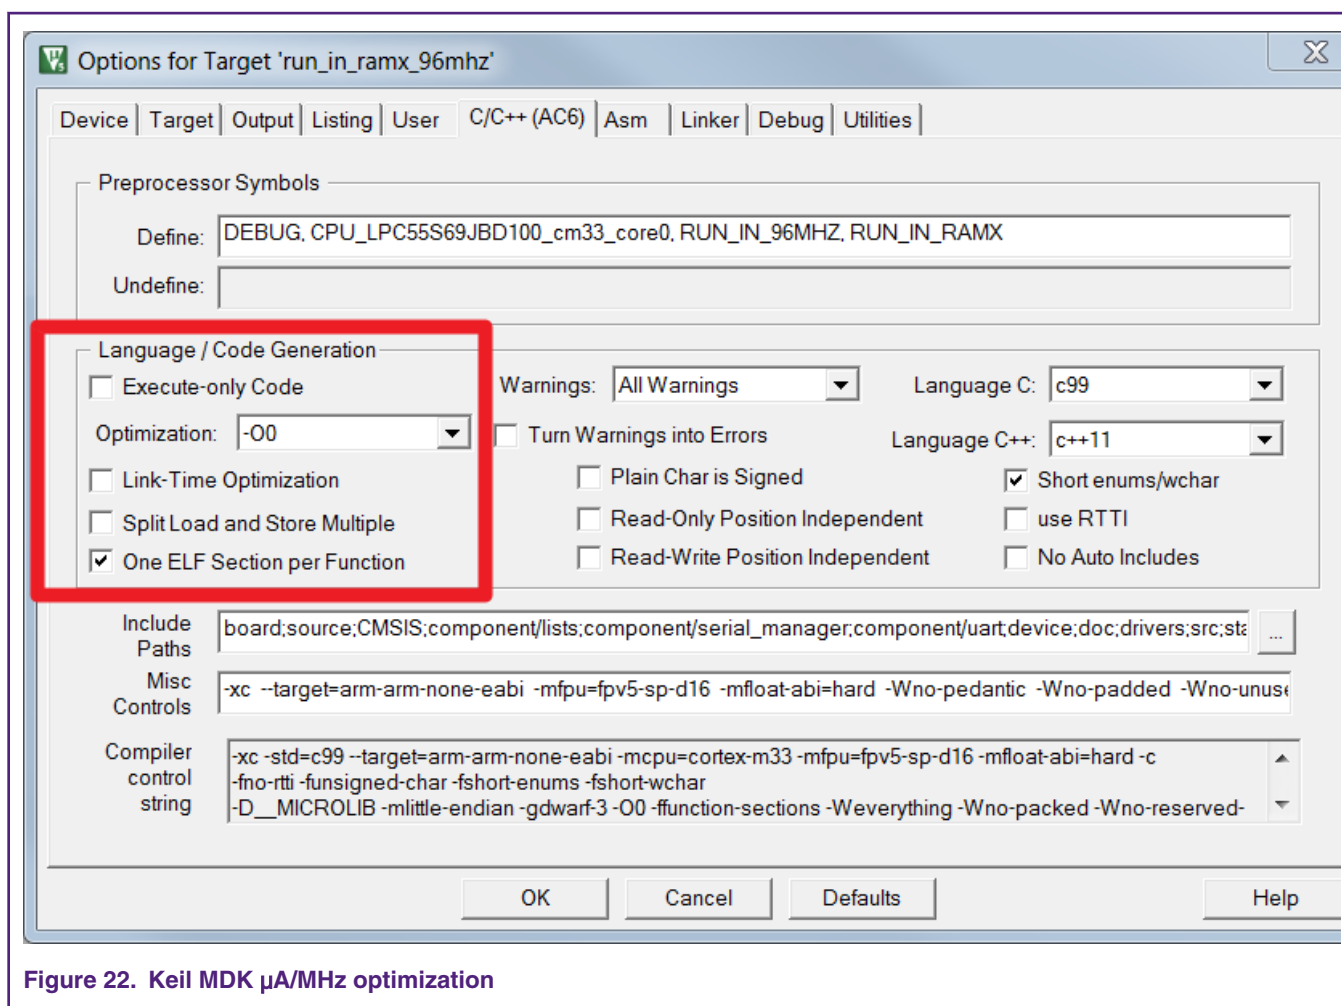 Options for Target 'run_in_ramx_96mhz'
Device Target Output Listing User C/C++ (AC6) Asm Linker Debug Utilities
Preprocessor Symbols
Define: DEBUG, CPU_LPC55S69JBD100_cm33_core0, RUN_IN_96MHZ, RUN_IN_RAMX
Undefine:
Language / Code Generation
Execute-only Code Warnings: All Warnings Language C: c99
Optimization: -O0 Turn Warnings into Errors Language C++: c++11
Link-Time Optimization Plain Char is Signed Short enums/wchar
Split Load and Store Multiple Read-Only Position Independent use RTTI
One ELF Section per Function Read-Write Position Independent No Auto Includes
Include
Paths
board;source;CMSIS;component/lists;component/serial_manager;component/uart;device;doc;drivers;src;sta ...
Misc
Controls
-xc --target=arm-arm-none-eabi -mfpu=fpv5-sp-d16 -mfloat-abi=hard -Wno-pedantic -Wno-padded -Wno-unuse
Compiler
control
string
-xc -std=c99 --target=arm-arm-none-eabi -mcpu=cortex-m33 -mfpu=fpv5-sp-d16 -mfloat-abi=hard -c
-fno-rtti -funsigned-char -fshort-enums -fshort-wchar
-D__MICROLIB -mlittle-endian -gdwarf-3 -O0 -ffunction-sections -Weverything -Wno-packed -Wno-reserved-
OK Cancel Defaults Help
Figure 22. Keil MDK μA/MHz optimization